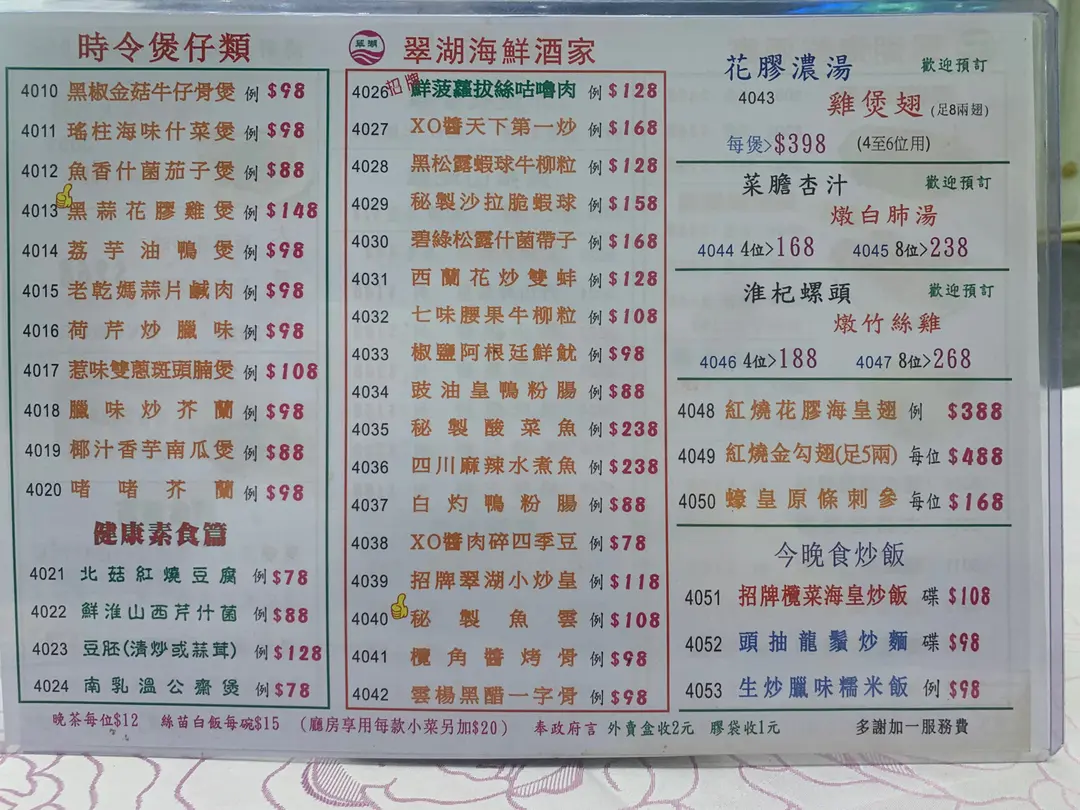 時令煲仔類
4010 黑椒金菇牛仔骨煲 例 $98
4011 瑤柱海味什菜煲 例 $98
4012 魚香什菌茄子煲 例 $88
4013 黑蒜花膠雞煲 例 $148
4014 荔芋油鴨煲 例 $98
4015 老乾媽蒜片鹹肉 例 $98
4016 荷芹炒臘味 例 $98
4017 惹味雙蔥斑頭腩煲 例 $108
4018 臘味炒芥蘭 例 $98
4019 椰汁香芋南瓜煲 例 $88
4020 啫啫芥蘭 例 $98
健康素食篇
4021 北菇紅燒豆腐 例 $78
4022 鮮淮山西芹什菌 例 $88
4023 豆胚(清炒或蒜茸) 例 $128
4024 南乳溫公齋煲 例 $78
翠湖
翠湖海鮮酒家
4026 招牌 鮮菠蘿拔絲咕嚕肉 例 $128
4027 XO醬天下第一炒 例 $168
4028 黑松露蝦球牛柳粒 例 $128
4029 秘製沙拉脆蝦球 例 $158
4030 碧綠松露什菌帶子 例 $168
4031 西蘭花炒雙蚌 例 $128
4032 七味腰果牛柳粒 例 $108
4033 椒鹽阿根廷鮮魷 例 $98
4034 豉油皇鴨粉腸 例 $88
4035 秘製酸菜魚 例 $238
4036 四川麻辣水煮魚 例 $238
4037 白灼鴨粉腸 例 $88
4038 XO醬肉碎四季豆 例 $78
4039 招牌翠湖小炒皇 例 $118
4040 秘製魚雲 例 $108
4041 欖角醬烤骨 例 $98
4042 雲楊黑醋一字骨 例 $98
花膠濃湯 歡迎預訂
4043 雞煲翅 (足8兩翅)
每煲>$398 (4至6位用)
菜膽杏汁 歡迎預訂
燉白肺湯
4044 4位>168 4045 8位>238
淮杞螺頭 歡迎預訂
燉竹絲雞
4046 4位>188 4047 8位>268
4048 紅燒花膠海皇翅 例 $388
4049 紅燒金勾翅(足5兩) 每位 $488
4050 蠔皇原條刺參 每位 $168
今晚食炒飯
4051 招牌欖菜海皇炒飯 碟 $108
4052 頭抽龍鬚炒麵 碟 $98
4053 生炒臘味糯米飯 例 $98
晚茶每位$12 絲苗白飯每碗$15 (廳房享用每款小菜另加$20) 奉政府言 外賣盒收2元 膠袋收1元 多謝加一服務費